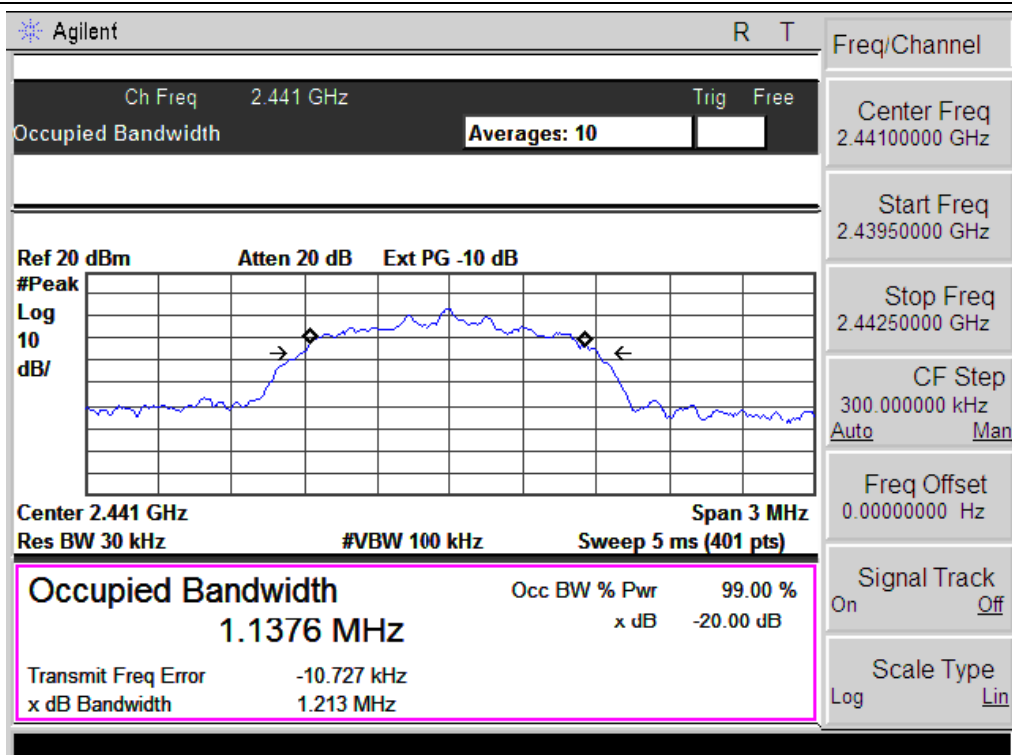 Agilent R T
Freq/Channel
Ch Freq 2.441 GHz Trig Free
Occupied Bandwidth Averages: 10
Center Freq
2.44100000 GHz
Start Freq
2.43950000 GHz
Ref 20 dBm Atten 20 dB Ext PG -10 dB
#Peak
Log
10
dB/
Stop Freq
2.44250000 GHz
CF Step
300.000000 kHz
Auto Man
Center 2.441 GHz Span 3 MHz
Res BW 30 kHz #VBW 100 kHz Sweep 5 ms (401 pts)
Freq Offset
0.00000000 Hz
Occupied Bandwidth Occ BW % Pwr 99.00 %
1.1376 MHz x dB -20.00 dB
Transmit Freq Error -10.727 kHz
x dB Bandwidth 1.213 MHz
Signal Track
On Off
Scale Type
Log Lin